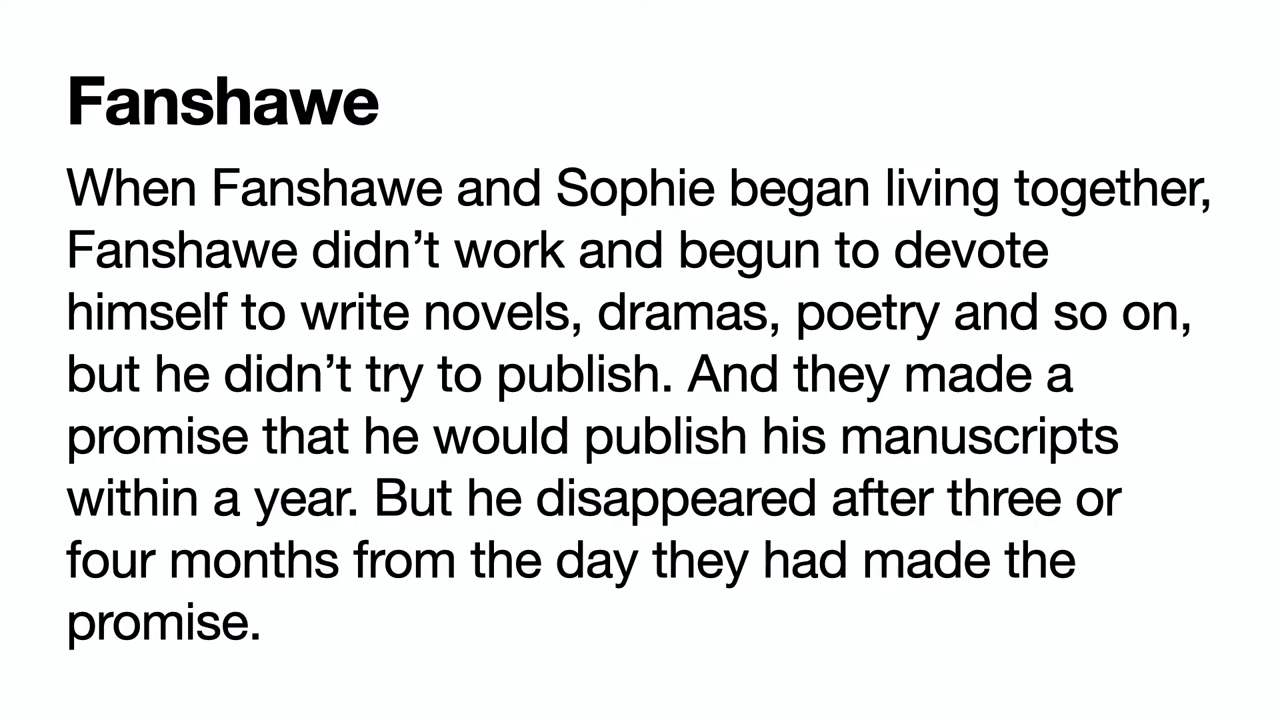 Fanshawe
When Fanshawe and Sophie began living together,
Fanshawe didn’t work and begun to devote
himself to write novels, dramas, poetry and so on,
but he didn’t try to publish. And they made a
promise that he would publish his manuscripts
within a year. But he disappeared after three or
four months from the day they had made the
promise.